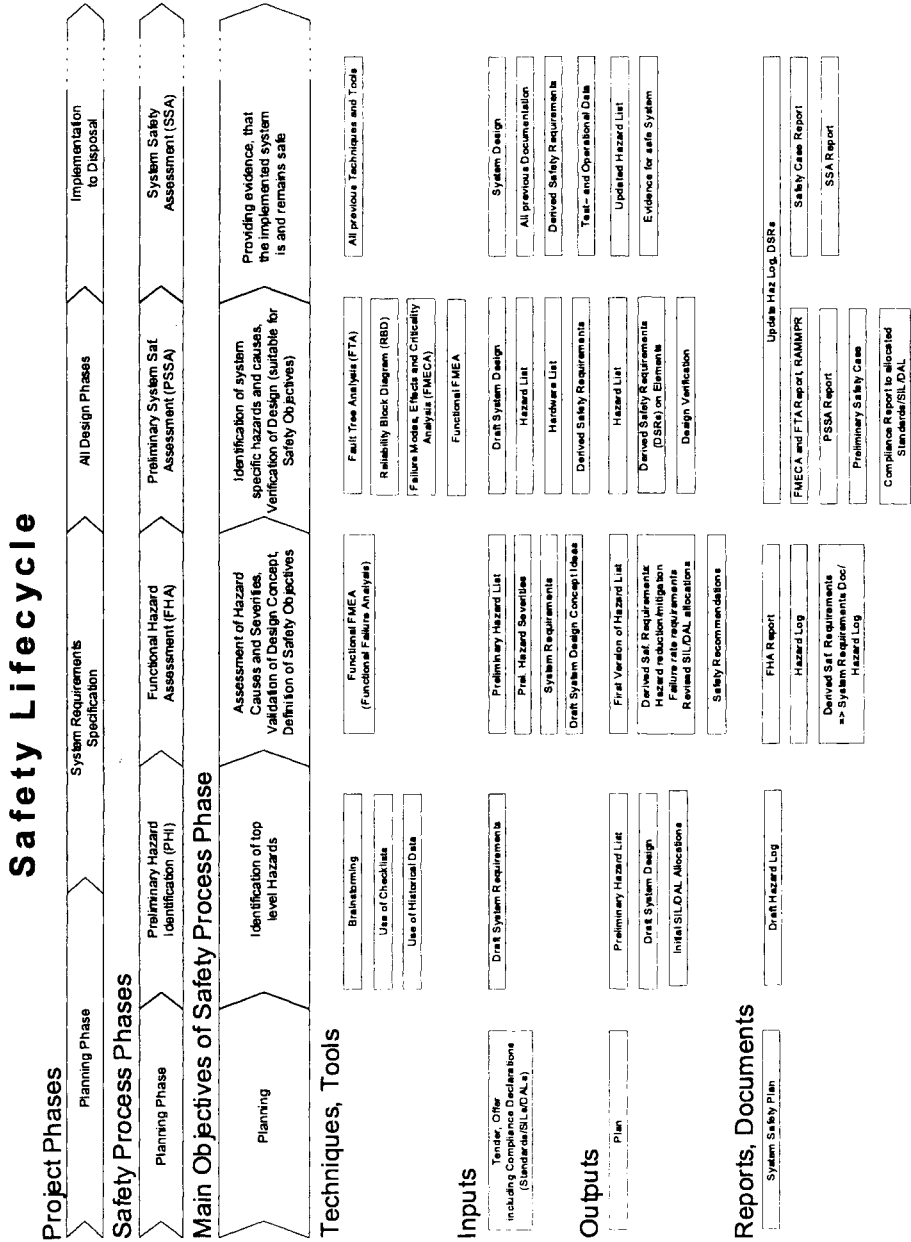 Safety Lifecycle
Project Phases
Planning Phase
System Requirements
Specification
All Design Phases
Implementation
to Disposal
Safety Process Phases
Planning Phase
Preliminary Hazard
Identification (PHI)
Functional Hazard
Assessment (FHA)
Preliminary System Saf.
Assessment (PSSA)
System Safety
Assessment (SSA)
Main Objectives of Safety Process Phase
Planning
Identification of top
level Hazards
Assessment of Hazard
Causes and Severities,
Validation of Design Concept,
Definition of Safety Objectives
Identification of system
specific hazards and causes,
Verification of Design (suitable for
Safety Objectives)
Providing evidence, that
the implemented system
is and remains safe
Techniques, Tools
Brainstorming
Use of Checklists
Use of Historical Data
Functional FMEA
(Functional Failure Analysis)
Fault Tree Analysis (FTA)
Reliability Block Diagram (RBD)
Failure Modes, Effects and Criticality
Analysis (FMECA)
Functional FMEA
All previous Techniques and Tools
Inputs
Tender, Offer
including Compliance Declarations
(Standards/SILs/DALs)
Draft System Requirements
Preliminary Hazard List
Prel. Hazard Severities
System Requirements
Draft System Design Concept Ideas
Draft System Design
Hazard List
Hardware List
Derived Safety Requirements
System Design
All previous Documentation
Derived Safety Requirements
Test- and Operational Data
Outputs
Plan
Preliminary Hazard List
Draft System Design
Initial SIL/DAL Allocations
First Version of Hazard List
Derived Saf. Requirements:
Hazard reduction/mitigation
Failure rate requirements
Revised SIL/DAL allocations
Safety Recommendations
Hazard List
Derived Safety Requirements
(DSRs) on Elements
Design Verification
Updated Hazard List
Evidence for safe System
Reports, Documents
System Safety Plan
Draft Hazard Log
FHA Report
Hazard Log
Derived Saf. Requirements
=> System Requirements Doc/
Hazard Log
Update Haz Log, DSRs
FMECA and FTA Report, RAMMPR
PSSA Report
Preliminary Safety Case
Compliance Report to allocated
Standards/SIL/DAL
Safety Case Report
SSA Report